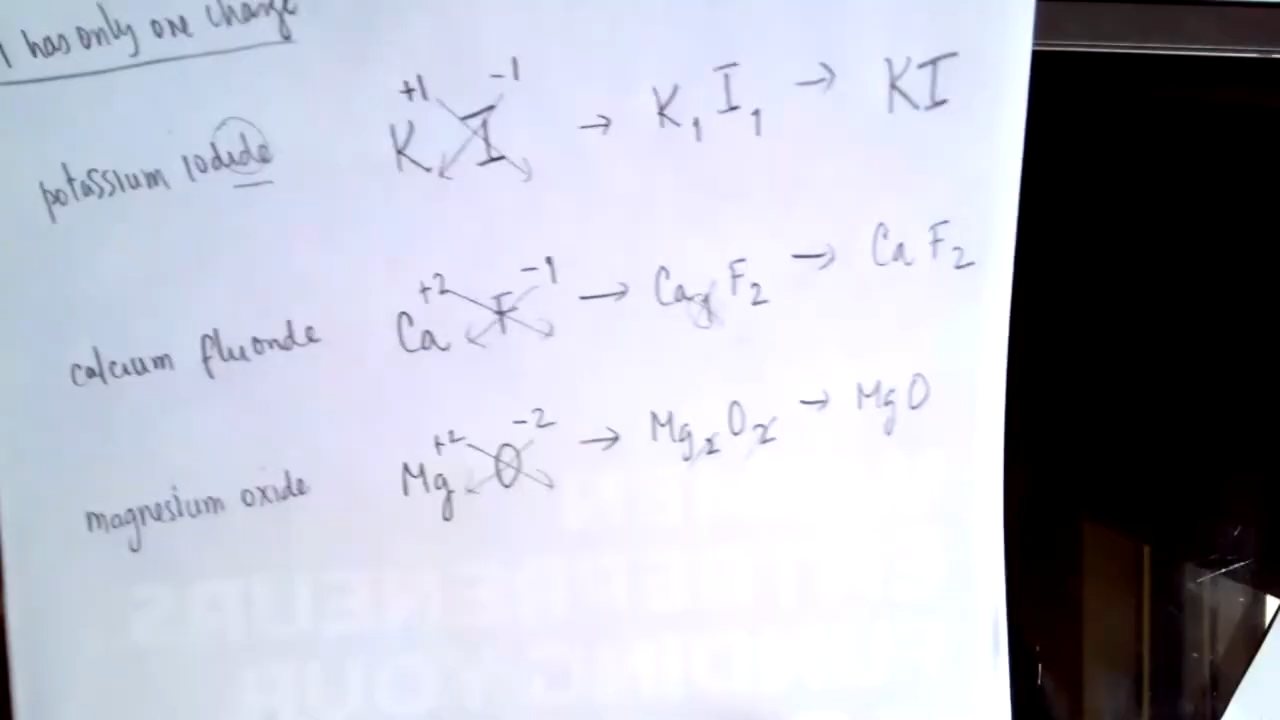 has only one charge
potassium Iodide K +1 I -1 → K1 I1 → KI
calcium fluoride Ca +2 F -1 → Ca1 F2 → CaF2
magnesium oxide Mg +2 O -2 → Mg2 O2 → MgO